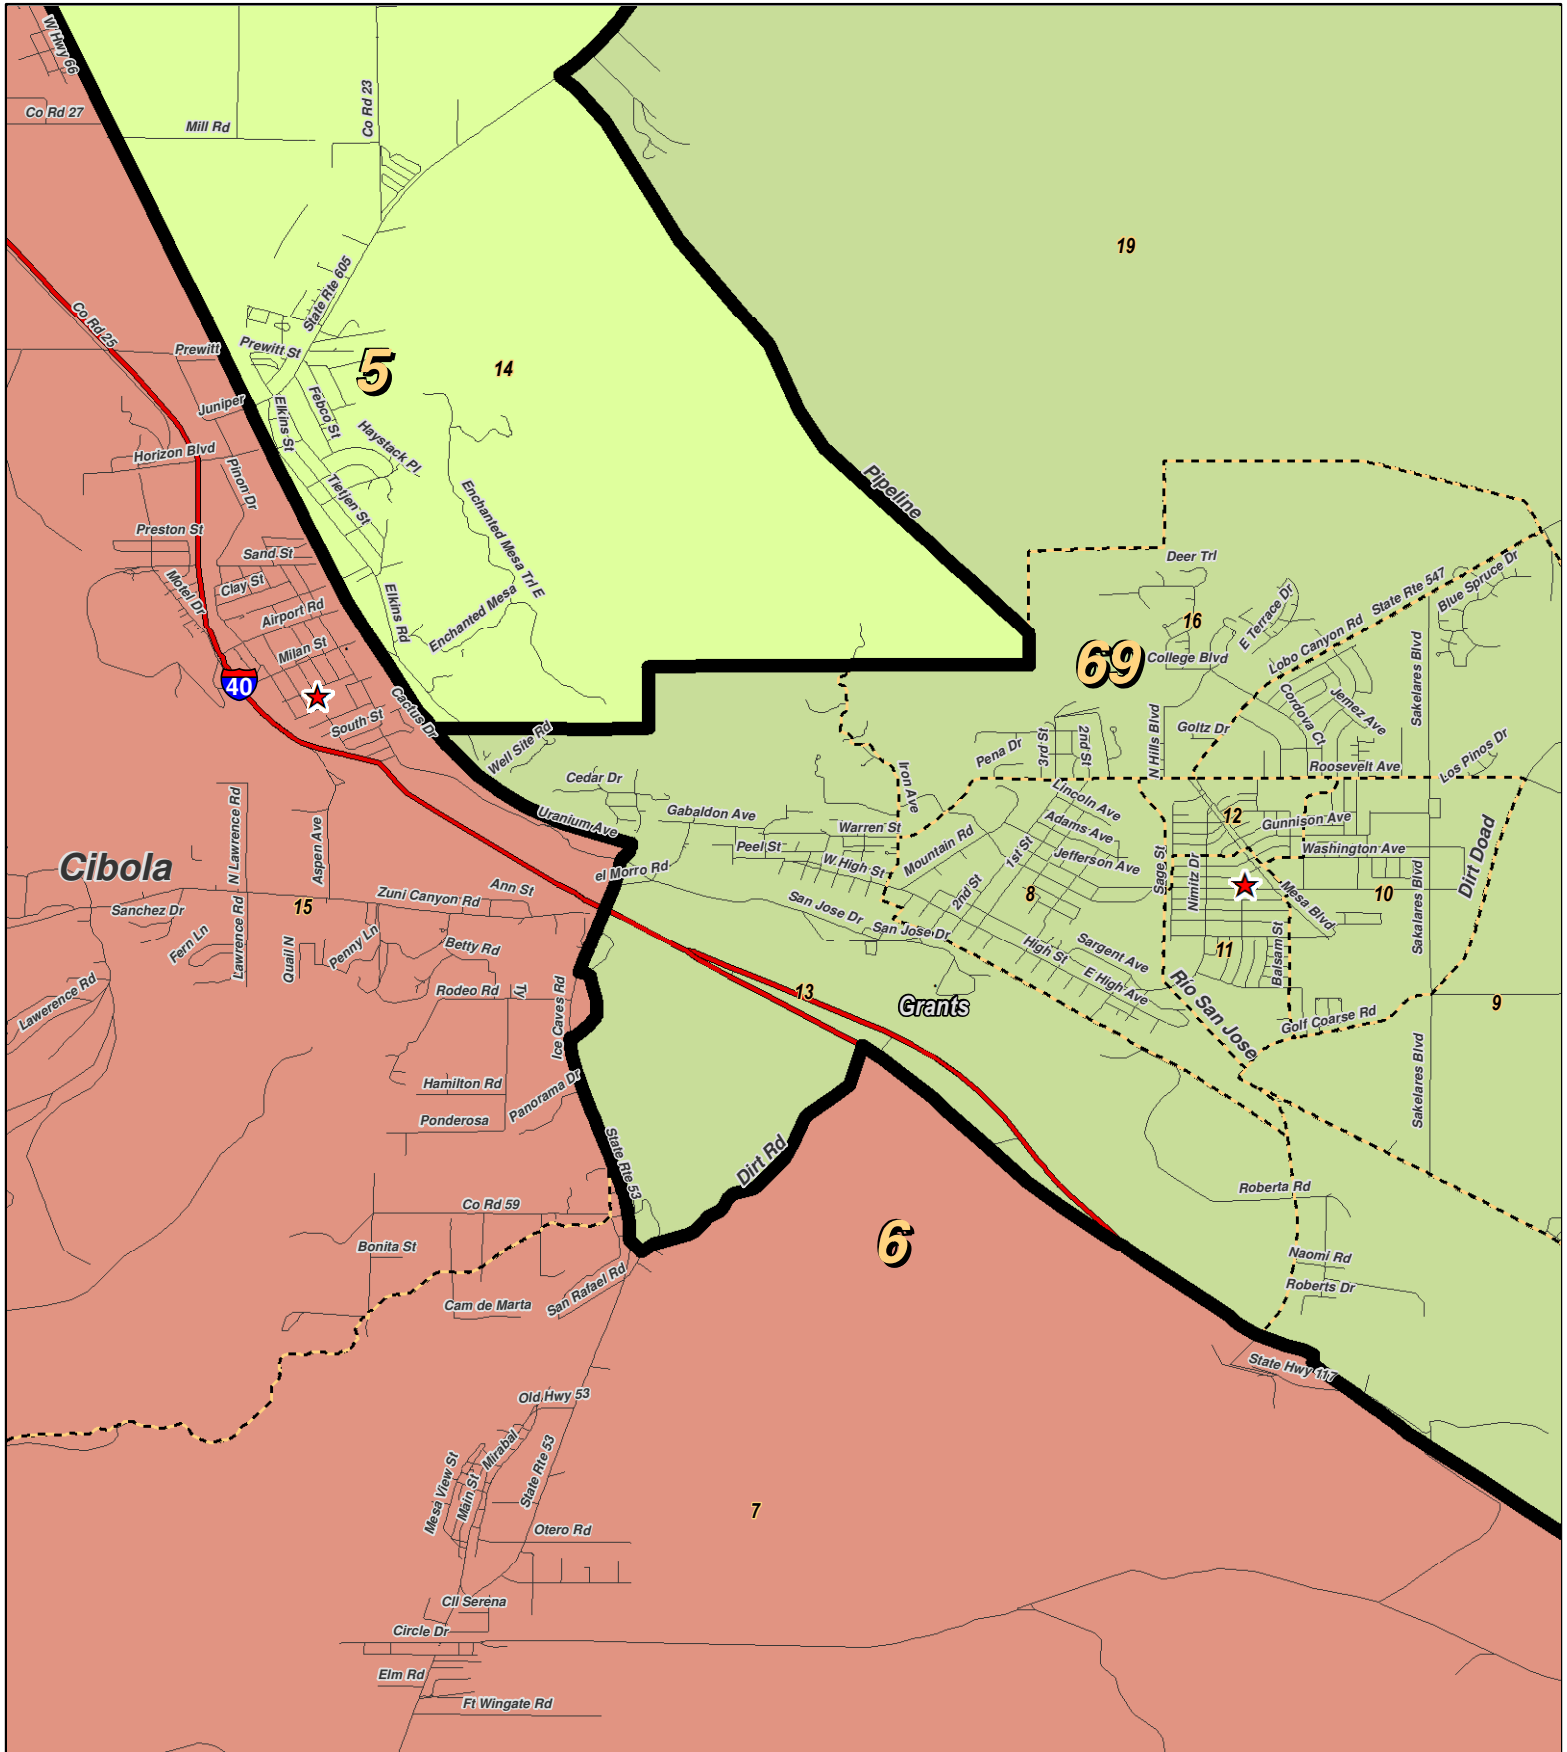 W Hwy 66
Co Rd 27
Mill Rd
Co Rd 23
19
Co Rd 25
State Rte 605
Prewitt
Prewitt St
5
14
Juniper
Elkins St
Febco St
Haystack Pl
Horizon Blvd
Pinon Dr
Tietjen St
Enchanted Mesa Trl E
Pipeline
Preston St
Sand St
Motel Dr
Clay St
Airport Rd
Elkins Rd
Enchanted Mesa
Milan St
40
South St
Cactus Dr
Deer Trl
State Rte 547
Blue Spruce Dr
16
E Terrace Dr
69
College Blvd
Lobo Canyon Rd
Sakelares Blvd
Cordova Ct
Jemez Ave
Goltz Dr
N Hills Blvd
Well Site Rd
Pena Dr
3rd St
2nd St
Roosevelt Ave
Los Pinos Dr
Cedar Dr
Iron Ave
Uranium Ave
Gabaldon Ave
Warren St
Lincoln Ave
Adams Ave
12
Gunnison Ave
Peel St
W High St
Mountain Rd
1st St
Jefferson Ave
Sage St
Washington Ave
Dirt Doad
N Lawrence Rd
Aspen Ave
Cibola
el Morro Rd
Zuni Canyon Rd
Ann St
2nd St
8
Nimitz Dr
Mesa Blvd
10
Sakalares Blvd
Sanchez Dr
Lawrence Rd
15
San Jose Dr
San Jose Dr
Fern Ln
Quail N
Penny Ln
Betty Rd
High St
Sargent Ave
11
Balsam St
E High Ave
Lawerence Rd
Rodeo Rd
Ty
Ice Caves Rd
13
Grants
Rio San Jose
Golf Coarse Rd
9
Hamilton Rd
Panorama Dr
Ponderosa
Sakelares Blvd
State Rte 53
Dirt Rd
Roberta Rd
Co Rd 59
Bonita St
6
Naomi Rd
Roberts Dr
San Rafael Rd
Cam de Marta
State Hwy 117
Old Hwy 53
Mirabal
Mesa View St
Main St
State Rte 53
7
Otero Rd
Cll Serena
Circle Dr
Elm Rd
Ft Wingate Rd